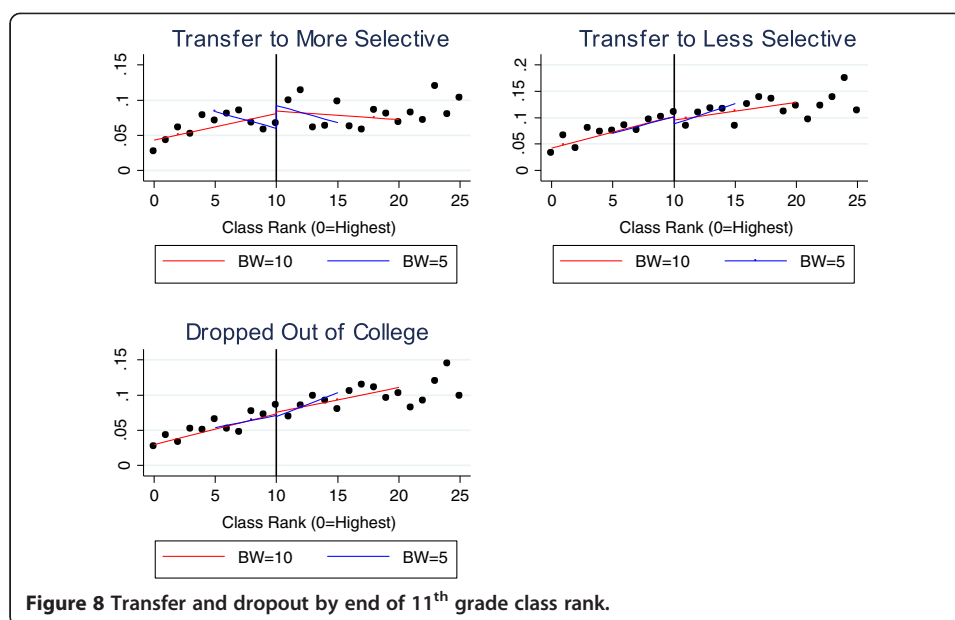 Transfer to More Selective
0 .05 .1 .15
0 5 10 15 20 25
Class Rank (0=Highest)
BW=10 BW=5
Transfer to Less Selective
0 .05 .1 .15 .2
0 5 10 15 20 25
Class Rank (0=Highest)
BW=10 BW=5
Dropped Out of College
0 .05 .1 .15
0 5 10 15 20 25
Class Rank (0=Highest)
BW=10 BW=5
Figure 8 Transfer and dropout by end of 11th grade class rank.